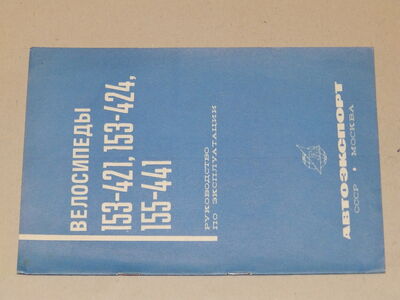 ВЕЛОСИПЕДЫ
153-421, 153-424,
155-441
РУКОВОДСТВО
ПО ЭКСПЛУАТАЦИИ
АВТОЭКСПОРТ
СССР • МОСКВА